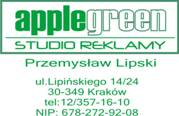 applegreen
STUDIO REKLAMY
Przemysław Lipski
ul.Lipińskiego 14/24
30-349 Kraków
tel:12/357-16-10
NIP: 678-272-92-08